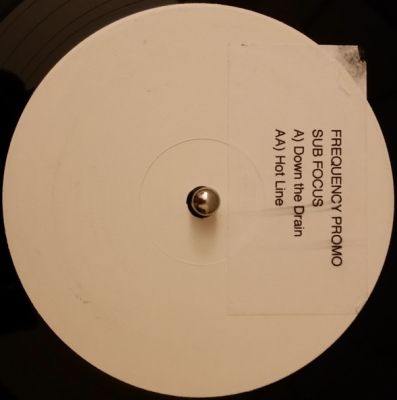 FREQUENCY PROMO
SUB FOCUS
A) Down the Drain
AA) Hot Line